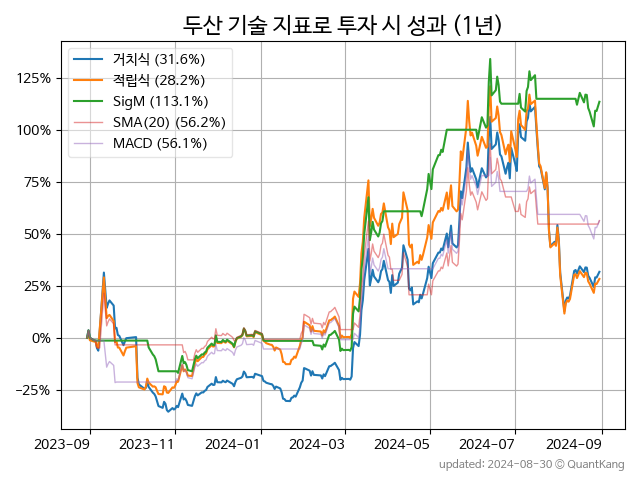 두산 기술 지표로 투자 시 성과 (1년)
거치식 (31.6%)
적립식 (28.2%)
SigM (113.1%)
SMA(20) (56.2%)
MACD (56.1%)
125%
100%
75%
50%
25%
0%
−25%
2023-09 2023-11 2024-01 2024-03 2024-05 2024-07 2024-09
updated: 2024-08-30 © QuantKang